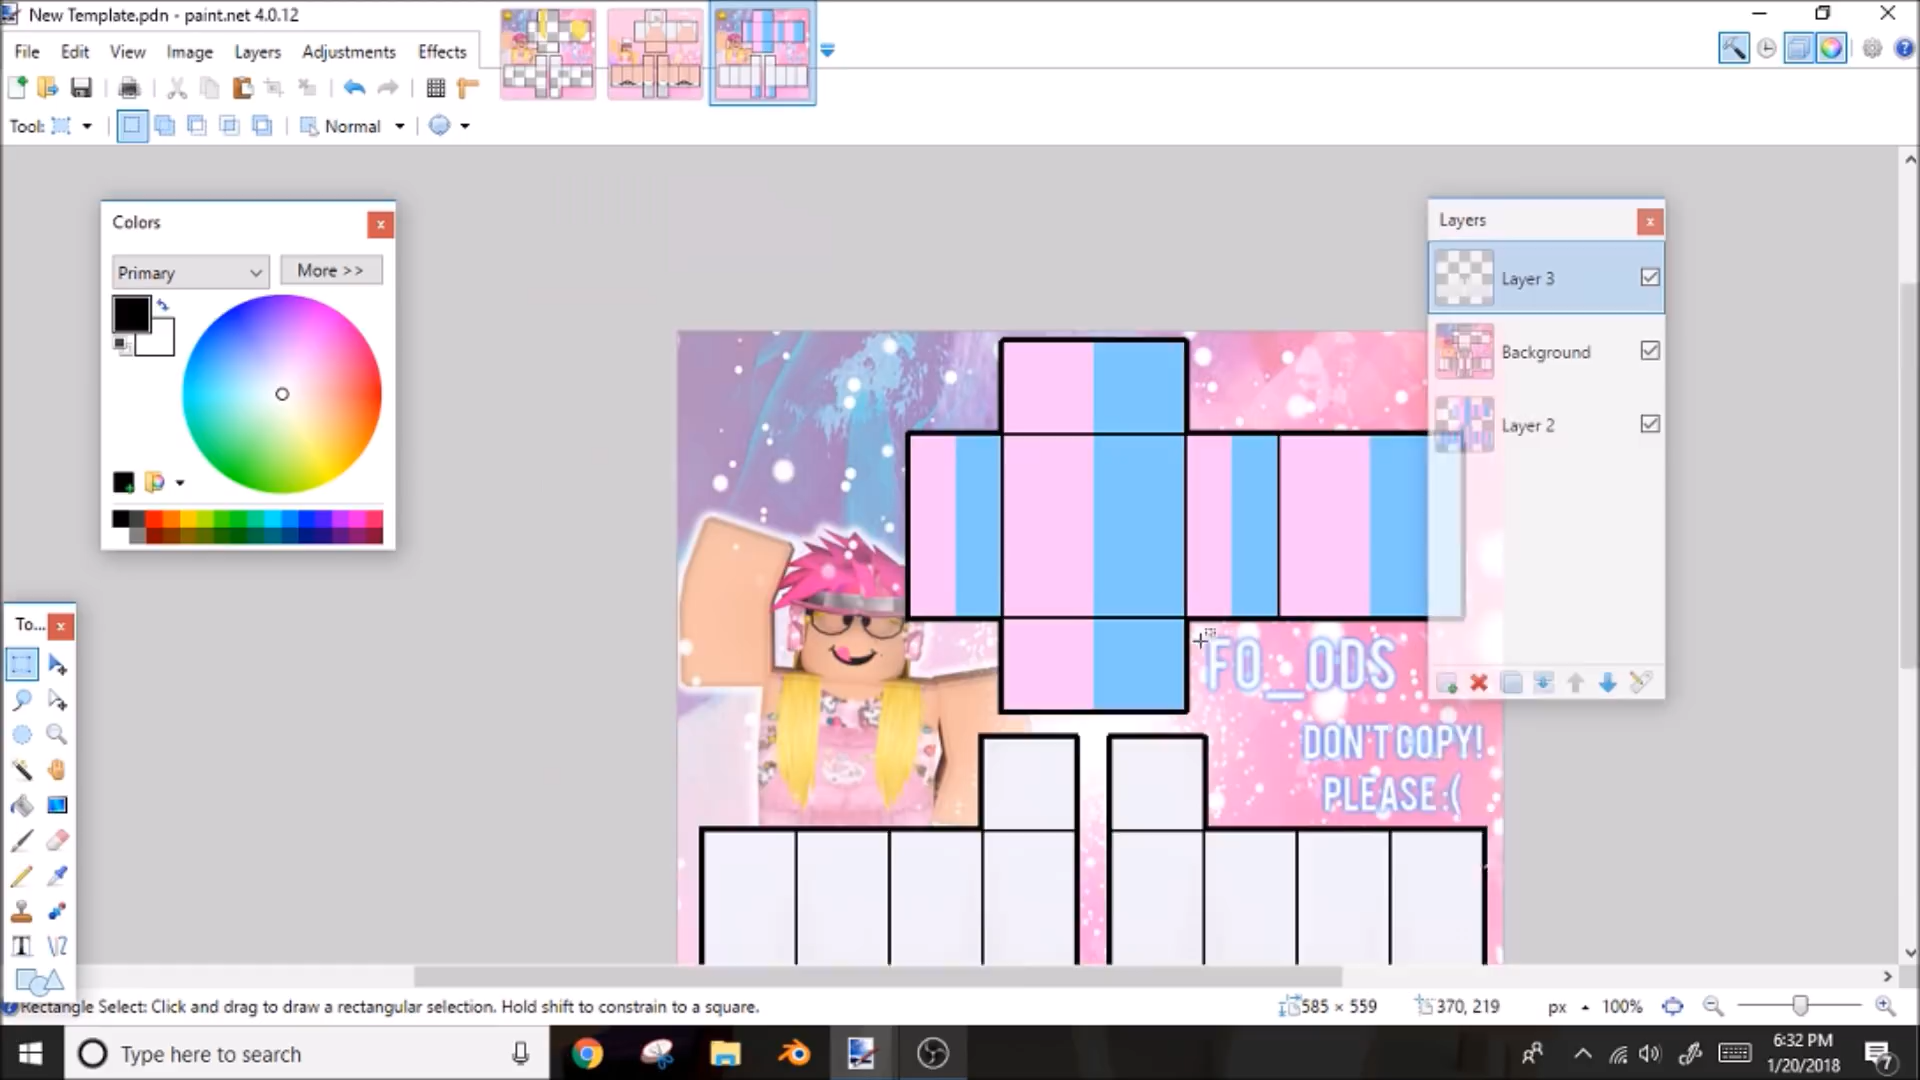 New Template.pdn - paint.net 4.0.12
File Edit View Image Layers Adjustments Effects
Tool: Normal
Colors
Primary
More >>
Layers
Layer 3
Background
Layer 2
To...
FO_ODS
DON'T COPY!
PLEASE :(
Rectangle Select: Click and drag to draw a rectangular selection. Hold shift to constrain to a square.
585 × 559
370, 219
px
100%
Type here to search
6:32 PM
1/20/2018
7